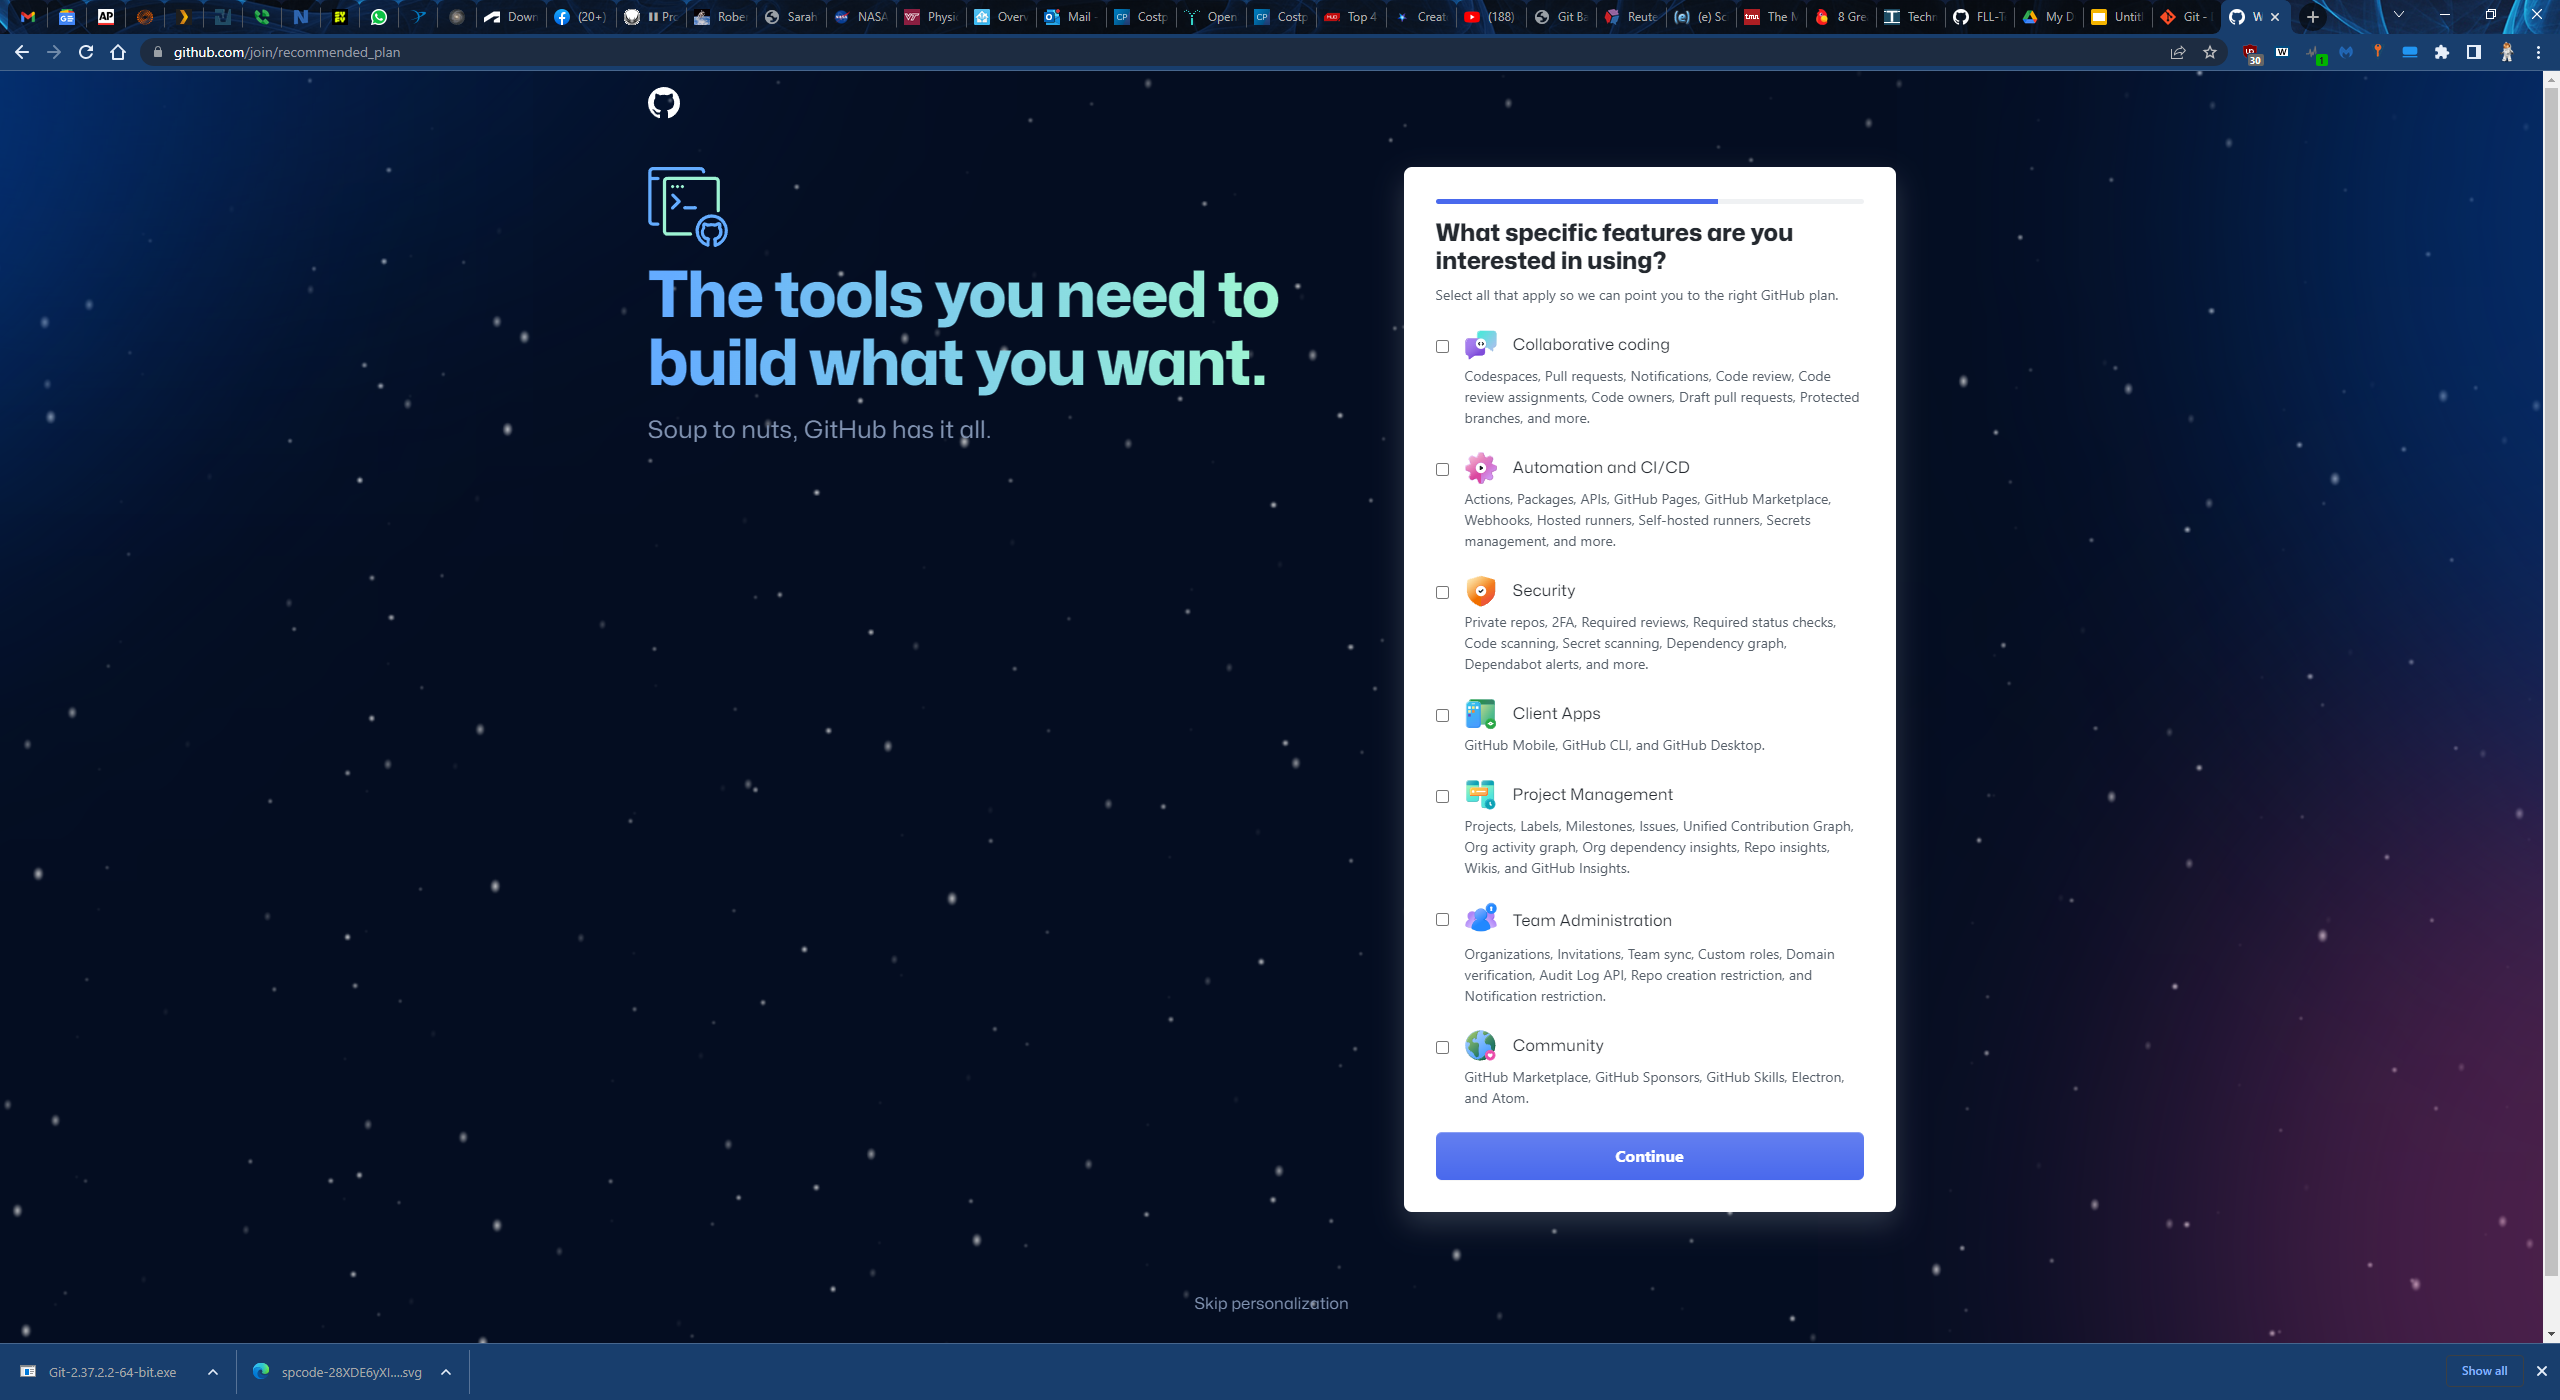 Down
(20+)
Pro
Rober
Sarah
NASA
Physi
Overv
Mail -
CP
Costp
Open
CP
Costp
Top 4
Creat
(188)
Git Ba
Reute
(e) Sc
The M
8 Gre
Techn
FLL-T
My D
Untitl
Git -
W
github.com/join/recommended_plan
30
1
The tools you need to
build what you want.
Soup to nuts, GitHub has it all.
What specific features are you
interested in using?
Select all that apply so we can point you to the right GitHub plan.
Collaborative coding
Codespaces, Pull requests, Notifications, Code review, Code
review assignments, Code owners, Draft pull requests, Protected
branches, and more.
Automation and CI/CD
Actions, Packages, APIs, GitHub Pages, GitHub Marketplace,
Webhooks, Hosted runners, Self-hosted runners, Secrets
management, and more.
Security
Private repos, 2FA, Required reviews, Required status checks,
Code scanning, Secret scanning, Dependency graph,
Dependabot alerts, and more.
Client Apps
GitHub Mobile, GitHub CLI, and GitHub Desktop.
Project Management
Projects, Labels, Milestones, Issues, Unified Contribution Graph,
Org activity graph, Org dependency insights, Repo insights,
Wikis, and GitHub Insights.
Team Administration
Organizations, Invitations, Team sync, Custom roles, Domain
verification, Audit Log API, Repo creation restriction, and
Notification restriction.
Community
GitHub Marketplace, GitHub Sponsors, GitHub Skills, Electron,
and Atom.
Continue
Skip personalization
Git-2.37.2.2-64-bit.exe
spcode-28XDE6yXI....svg
Show all